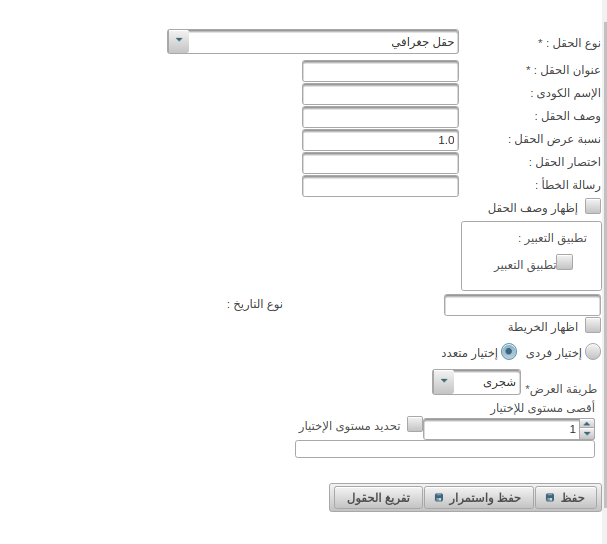 نوع الحقل : * حقل جغرافي
عنوان الحقل : *
الإسم الكودى :
وصف الحقل :
نسبة عرض الحقل : 1.0
اختصار الحقل :
رسالة الخطأ :
إظهار وصف الحقل
تطبيق التعبير :
تطبيق التعبير
نوع التاريخ :
اظهار الخريطة
إختيار فردى إختيار متعدد
طريقة العرض* شجرى
أقصى مستوى للإختيار
1 تحديد مستوى الإختيار
حفظ حفظ واستمرار تفريغ الحقول